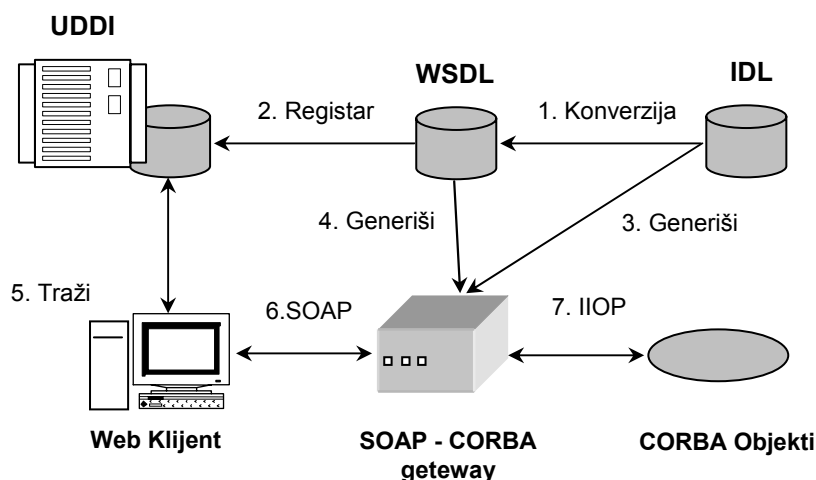 UDDI
WSDL
IDL
2. Registar
1. Konverzija
4. Generiši
3. Generiši
5. Traži
6.SOAP
7. IIOP
Web Klijent
SOAP - CORBA
geteway
CORBA Objekti